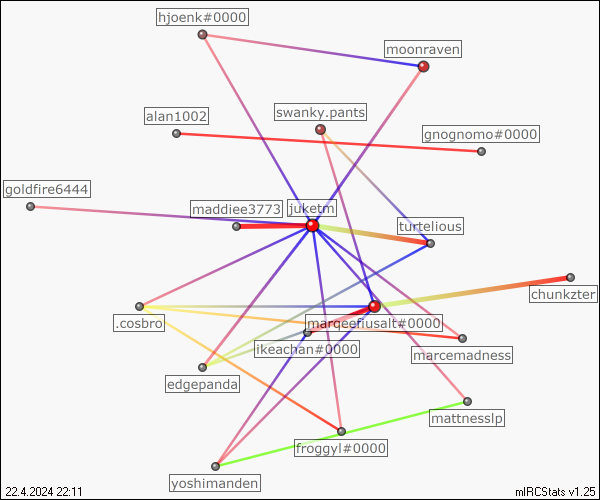 hjoenk#0000
moonraven
swanky.pants
alan1002
gnognomo#0000
goldfire6444
maddiee3773
juketm
turtelious
chunkzter
.cosbro
marqeefiusalt#0000
ikeachan#0000
marcemadness
edgepanda
mattnesslp
froggyl#0000
yoshimanden
22.4.2024 22:11
mIRCStats v1.25